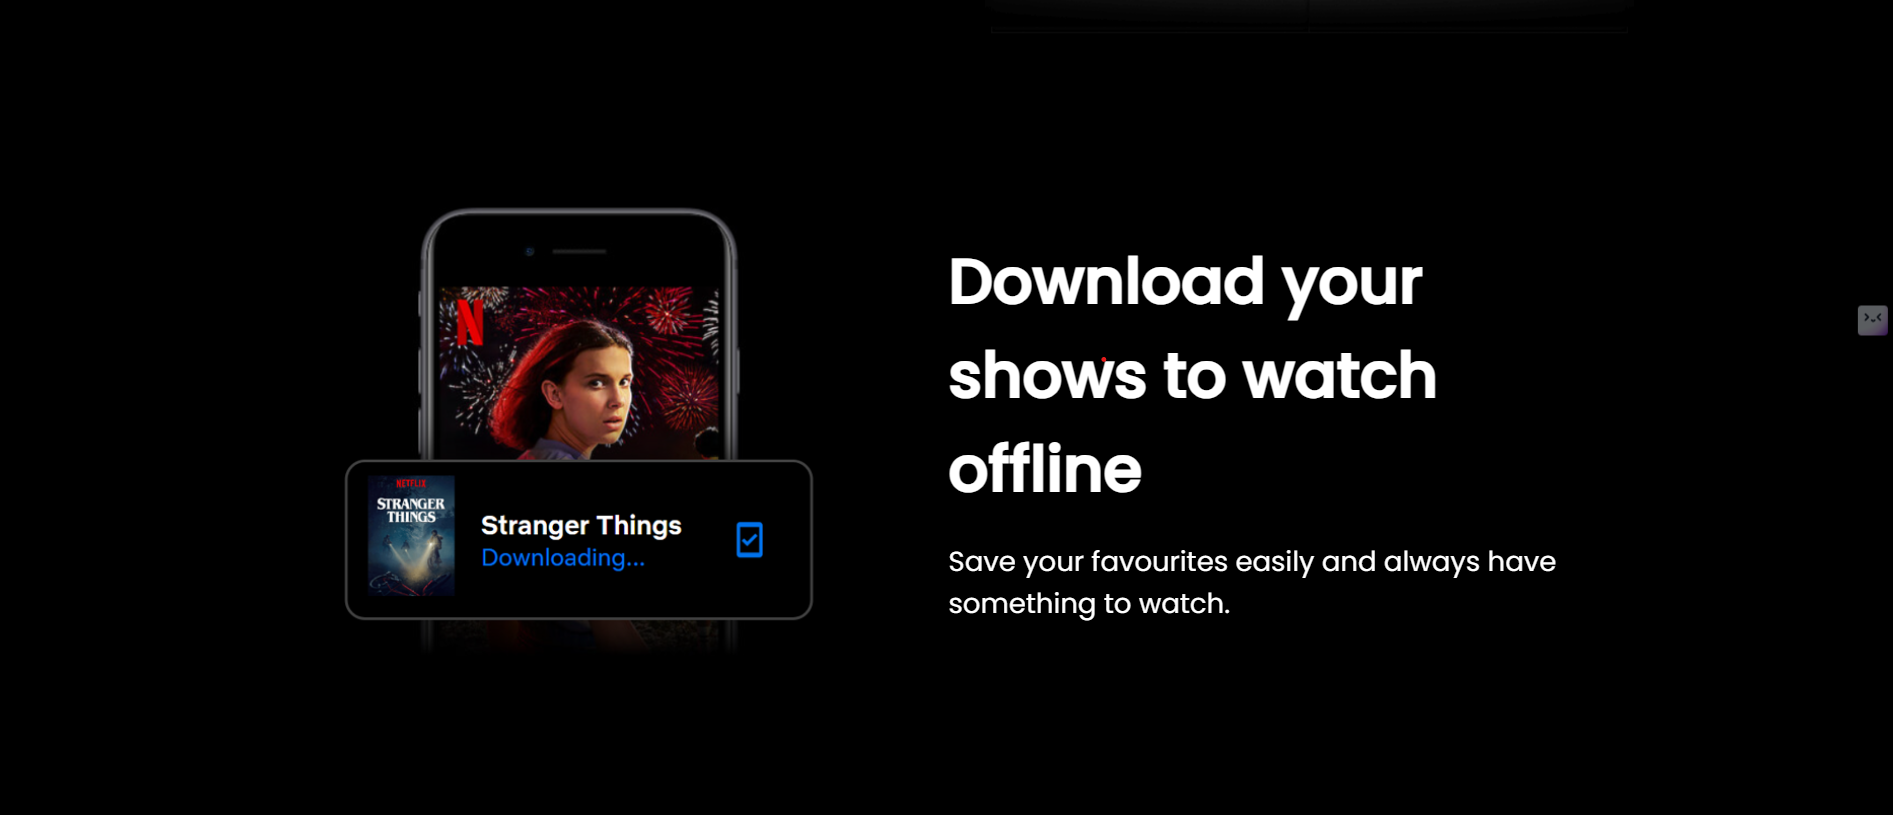 N
NETFLIX
STRANGER
THINGS
Stranger Things
Downloading...
Download your
shows to watch
offline
Save your favourites easily and always have
something to watch.